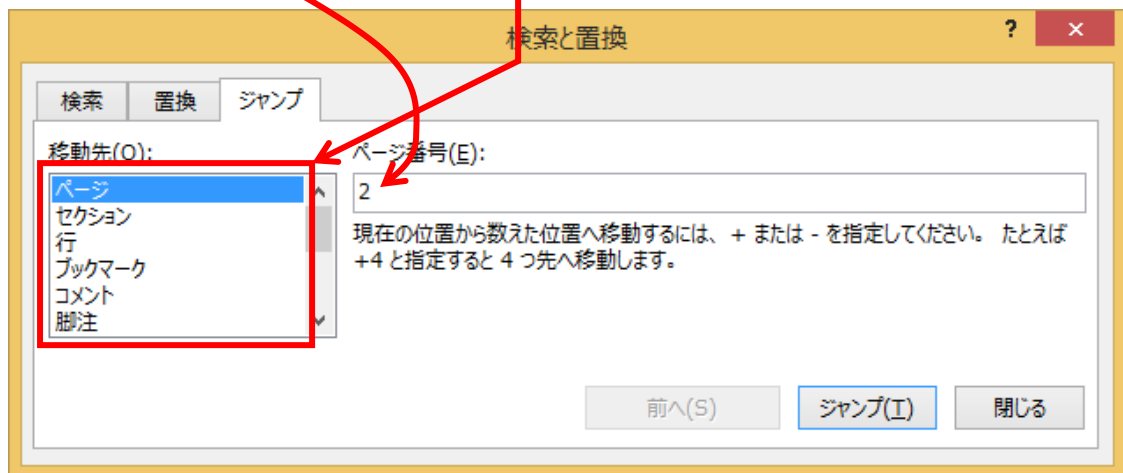 検索と置換
?
×
検索
置換
ジャンプ
移動先(O):
ページ番号(E):
ページ
セクション
行
ブックマーク
コメント
脚注
2
現在の位置から数えた位置へ移動するには、+ または - を指定してください。 たとえば
+4 と指定すると 4 つ先へ移動します。
前へ(S)
ジャンプ(T)
閉じる